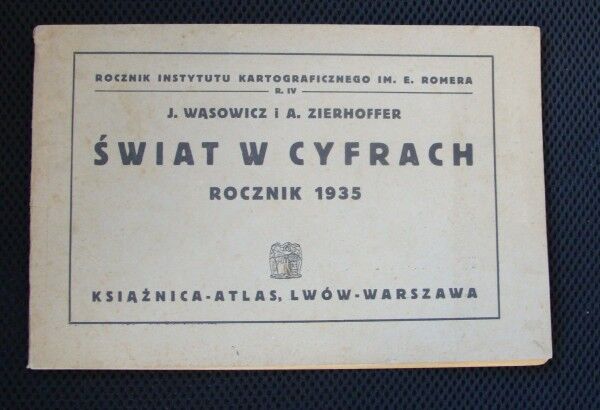 ROCZNIK INSTYTUTU KARTOGRAFICZNEGO IM. E. ROMERA
R. IV
J. WĄSOWICZ i A. ZIERHOFFER
ŚWIAT W CYFRACH
ROCZNIK 1935
KSIĄŻNICA-ATLAS, LWÓW-WARSZAWA